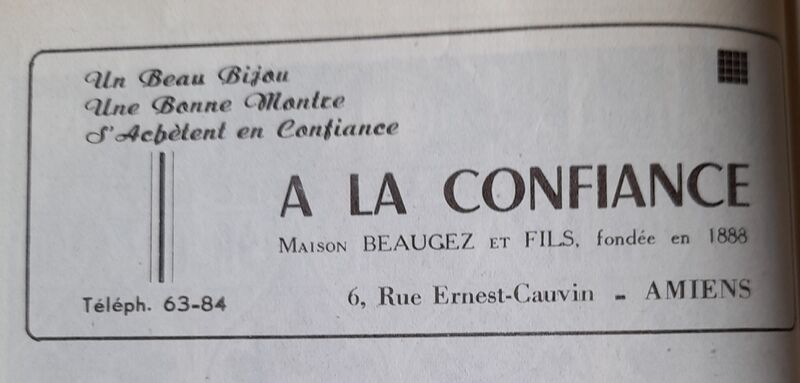 Un Beau Bijou
Une Bonne Montre
S'Achètent en Confiance
A LA CONFIANCE
MAISON BEAUGEZ ET FILS, fondée en 1888
Téléph. 63-84
6, Rue Ernest-Cauvin - AMIENS